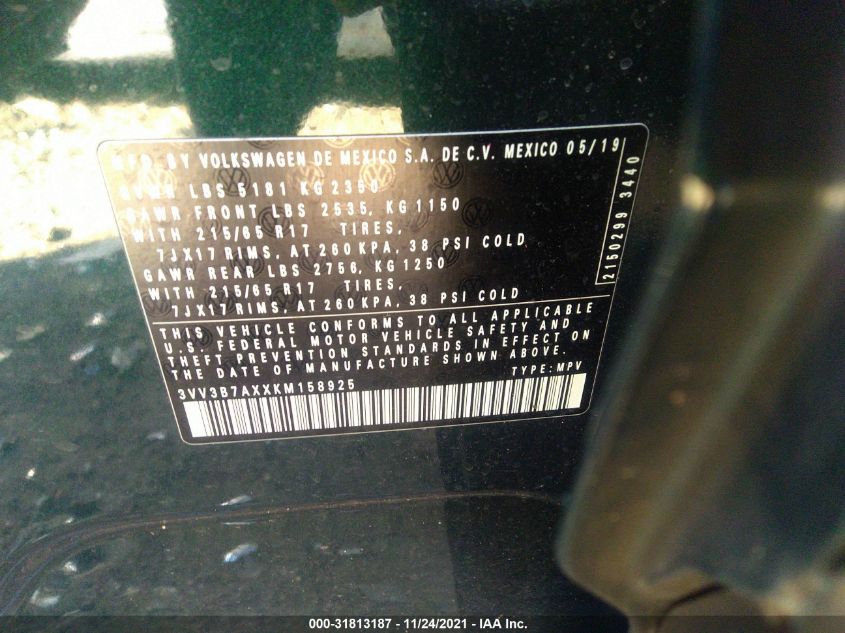 MFD. BY VOLKSWAGEN DE MEXICO S.A. DE C.V. MEXICO 05/19
GVWR LBS 5181 KG 2350
GAWR FRONT LBS 2535, KG 1150
WITH 215/65 R17 TIRES,
7JX17 RIMS, AT 260 KPA, 38 PSI COLD
GAWR REAR LBS 2756, KG 1250
WITH 215/65 R17 TIRES,
7JX17 RIMS, AT 260 KPA, 38 PSI COLD
2150299 3440
THIS VEHICLE CONFORMS TO ALL APPLICABLE
U.S. FEDERAL MOTOR VEHICLE SAFETY AND
THEFT PREVENTION STANDARDS IN EFFECT ON
THE DATE OF MANUFACTURE SHOWN ABOVE.
TYPE: MPV
3VV3B7AXXKM158925
000-31813187 - 11/24/2021 - IAA Inc.